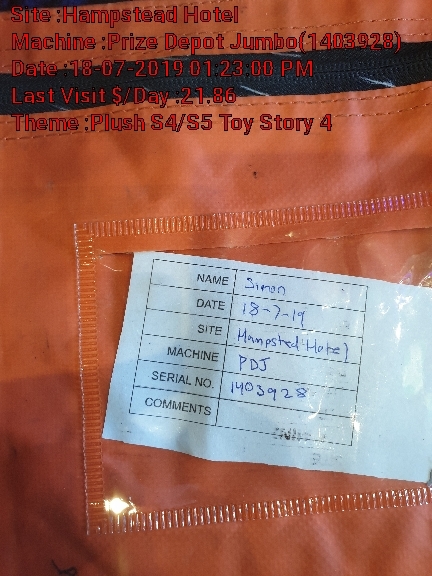 Site :Hampstead Hotel
Machine :Prize Depot Jumbo(1403928)
Date :18-07-2019 01:23:00 PM
Last Visit $/Day :21.86
Theme :Plush S4/S5 Toy Story 4
NAME Simon
DATE 18-7-19
SITE Hampsted Hotel
MACHINE PDJ
SERIAL NO. 1403928
COMMENTS